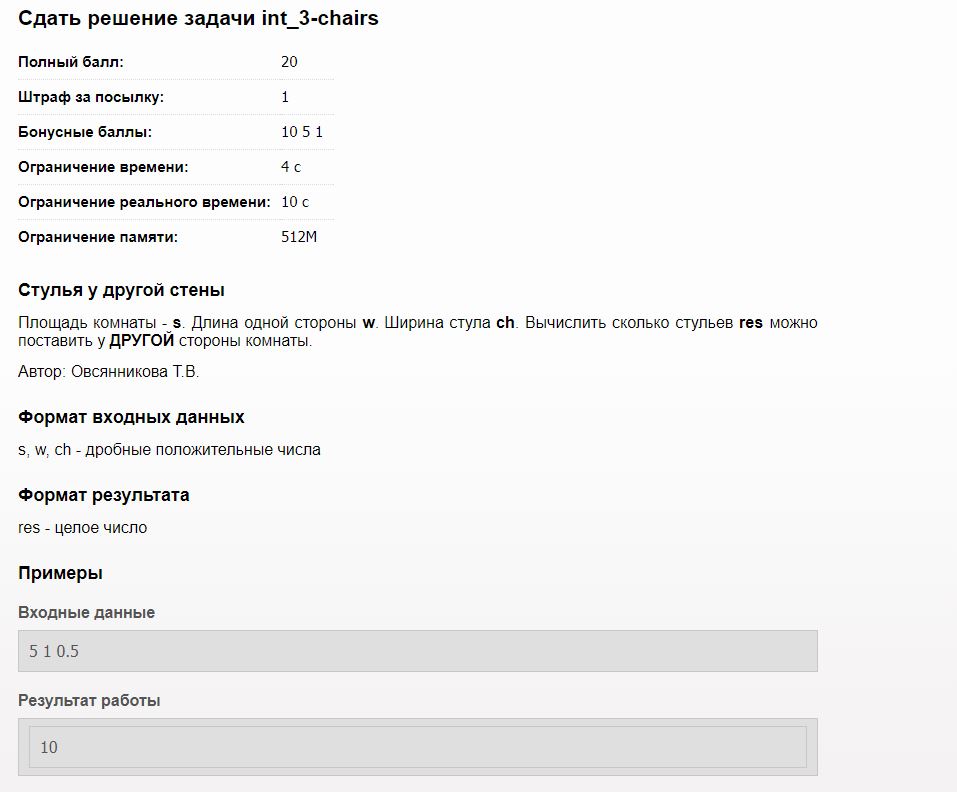 Сдать решение задачи int_3-chairs
Полный балл: 20
Штраф за посылку: 1
Бонусные баллы: 10 5 1
Ограничение времени: 4 с
Ограничение реального времени: 10 с
Ограничение памяти: 512M
Стулья у другой стены
Площадь комнаты - s. Длина одной стороны w. Ширина стула ch. Вычислить сколько стульев res можно
поставить у ДРУГОЙ стороны комнаты.
Автор: Овсянникова Т.В.
Формат входных данных
s, w, ch - дробные положительные числа
Формат результата
res - целое число
Примеры
Входные данные
5 1 0.5
Результат работы
10